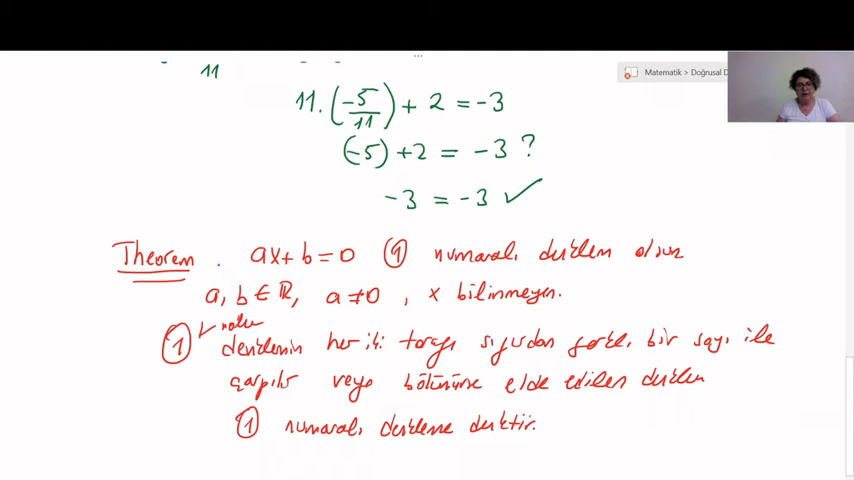 11
Matematik > Doğrusal D
11. (-5/11) + 2 = -3
(-5) + 2 = -3 ?
-3 = -3 ✓
Theorem . ax + b = 0 ① numaralı denklem olsun
a, b ∈ ℝ, a ≠ 0 , x bilinmeyen.
① nolu
denklemin her iki tarafı sıfırdan farklı bir sayı ile
çarpılır veya bölünürse elde edilen denklem
① numaralı denkleme denktir.